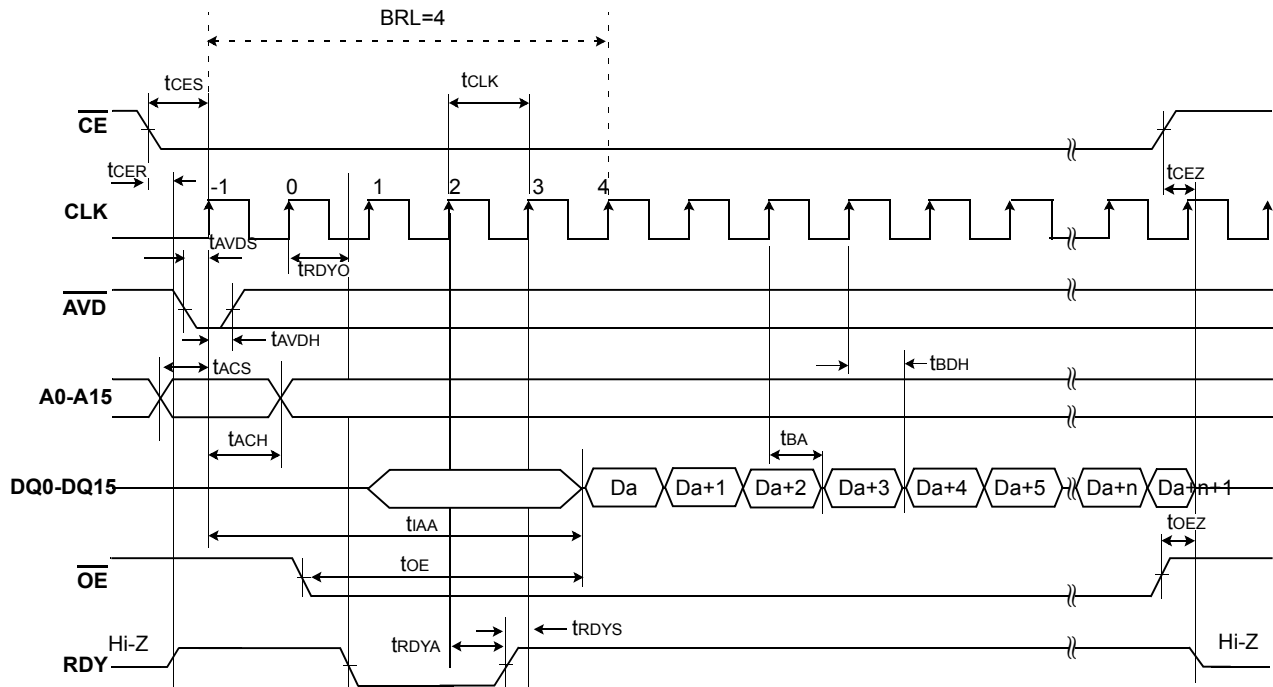 BRL=4
tCES
tCLK
CE
tCER
tCEZ
-1 0 1 2 3 4
CLK
tAVDS
tRDYO
AVD
tAVDH
tACS
tBDH
A0-A15
tACH
tBA
DQ0-DQ15
Da Da+1 Da+2 Da+3 Da+4 Da+5 Da+n Da+n+1
tIAA
tOEZ
tOE
OE
tRDYS
Hi-Z
tRDYA
Hi-Z
RDY